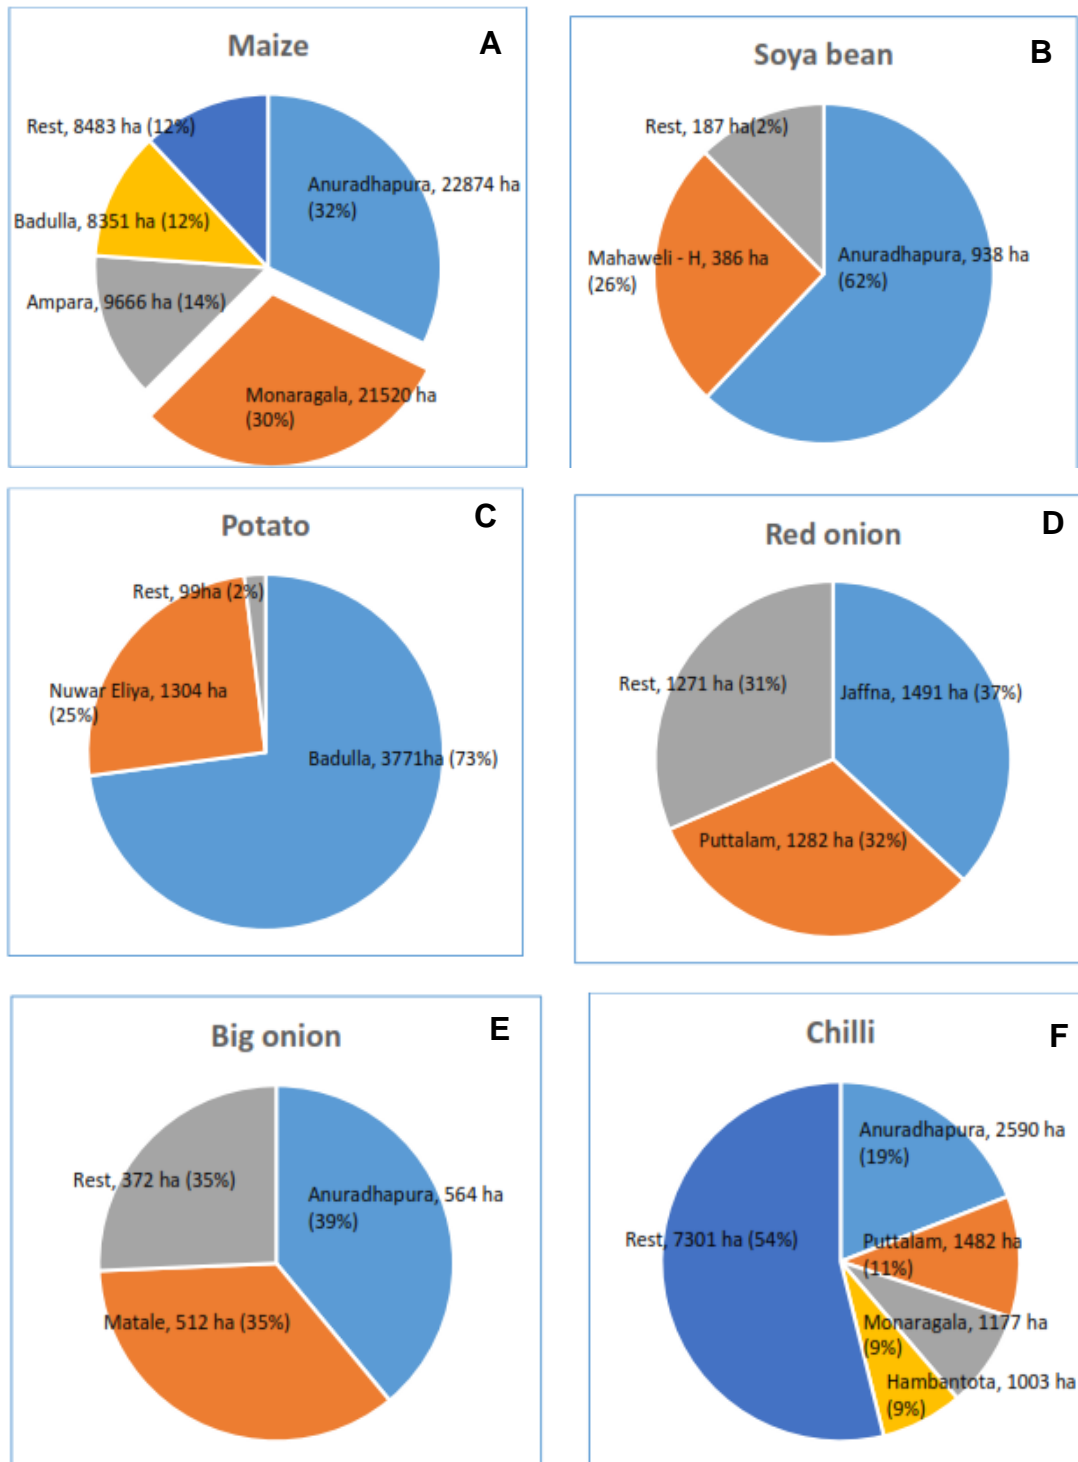 Maize
A
Rest, 8483 ha (12%)
Anuradhapura, 22874 ha
(32%)
Badulla, 8351 ha (12%)
Ampara, 9666 ha (14%)
Monaragala, 21520 ha
(30%)
Soya bean
B
Rest, 187 ha(2%)
Mahaweli - H, 386 ha
(26%)
Anuradhapura, 938 ha
(62%)
Potato
C
Rest, 99ha (2%)
Nuwar Eliya, 1304 ha
(25%)
Badulla, 3771ha (73%)
Red onion
D
Rest, 1271 ha (31%)
Jaffna, 1491 ha (37%)
Puttalam, 1282 ha (32%)
Big onion
E
Rest, 372 ha (35%)
Anuradhapura, 564 ha
(39%)
Matale, 512 ha (35%)
Chilli
F
Anuradhapura, 2590 ha
(19%)
Rest, 7301 ha (54%)
Puttalam, 1482 ha
(11%)
Monaragala, 1177 ha
(9%)
Hambantota, 1003 ha
(9%)